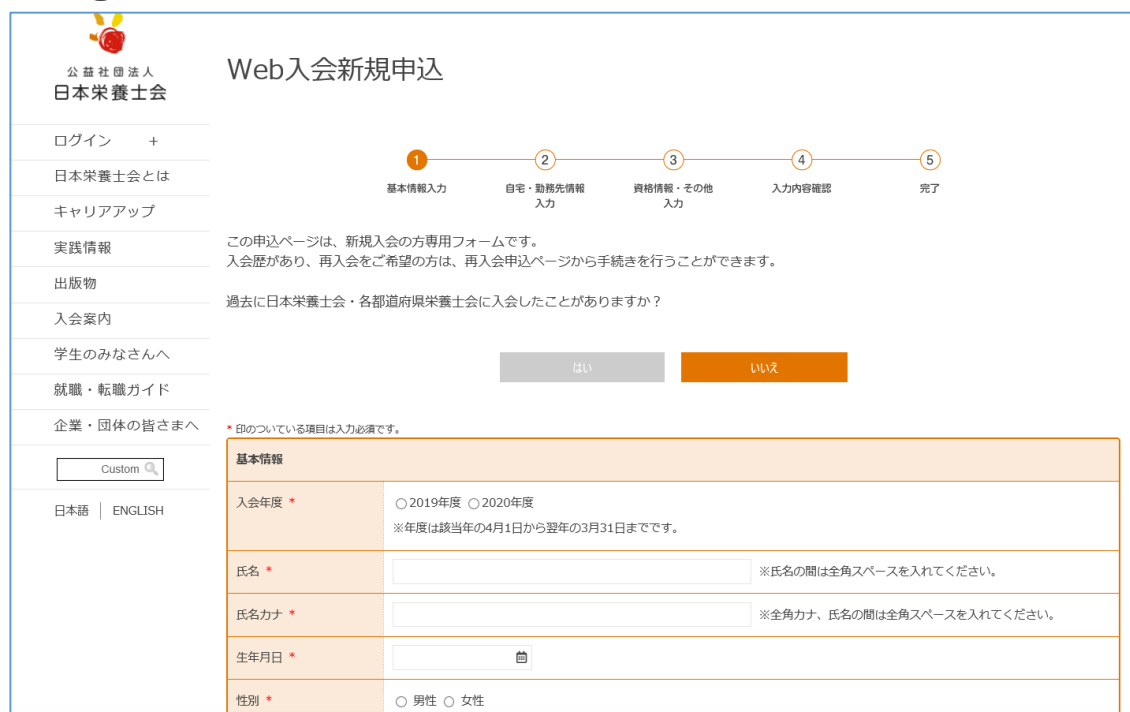 公益社団法人
日本栄養士会
ログイン +
日本栄養士会とは
キャリアアップ
実践情報
出版物
入会案内
学生のみなさんへ
就職・転職ガイド
企業・団体の皆さまへ
Custom
日本語 │ ENGLISH
Web入会新規申込
1 2 3 4 5
基本情報入力 自宅・勤務先情報 資格情報・その他 入力内容確認 完了
入力 入力
この申込ページは、新規入会の方専用フォームです。
入会歴があり、再入会をご希望の方は、再入会申込ページから手続きを行うことができます。
過去に日本栄養士会・各都道府県栄養士会に入会したことがありますか？
はい いいえ
* 印のついている項目は入力必須です。
基本情報
入会年度 * ○2019年度 ○2020年度
※年度は該当年の4月1日から翌年の3月31日までです。
氏名 * ※氏名の間は全角スペースを入れてください。
氏名カナ * ※全角カナ、氏名の間は全角スペースを入れてください。
生年月日 *
性別 * ○ 男性 ○ 女性